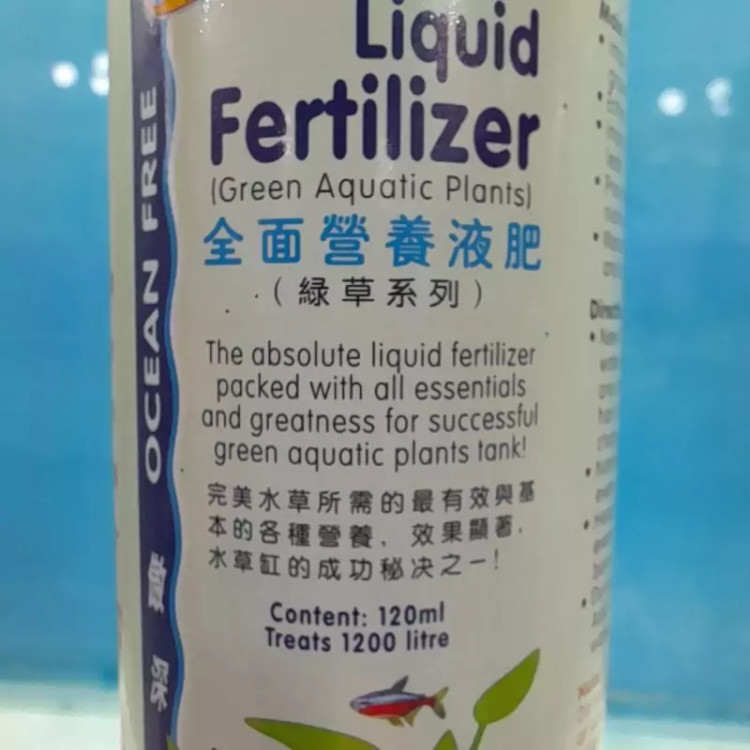 Liquid
Fertilizer
(Green Aquatic Plants)
全面營養液肥
(綠草系列)
The absolute liquid fertilizer
packed with all essentials
and greatness for successful
green aquatic plants tank!
完美水草所需的最有效與基
本的各種營養﹐效果顯著﹐
水草缸的成功秘决之一!
Content: 120ml
Treats 1200 litre
OCEAN FREE